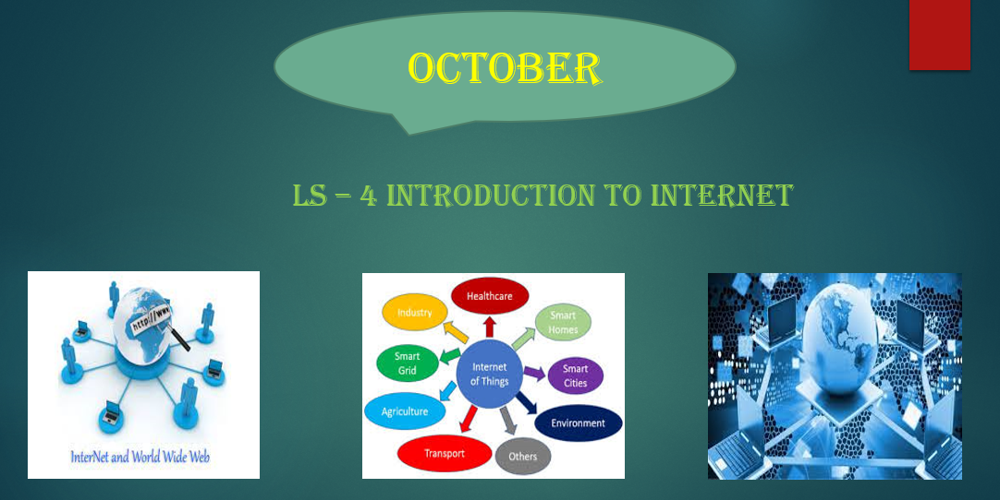 OCTOBER
LS – 4 INTRODUCTION TO INTERNET
http://www
InterNet and World Wide Web
Healthcare
Industry
Smart
Homes
Smart
Grid
Internet
of Things
Smart
Cities
Agriculture
Environment
Transport
Others